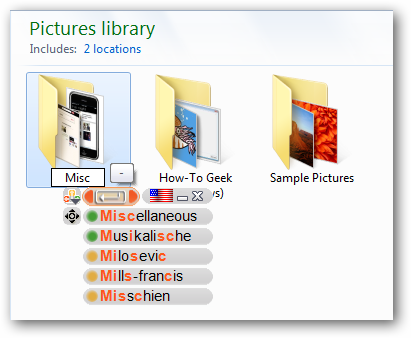 Pictures library
Includes: 2 locations
Misc
-
How-To Geek
Sample Pictures
Miscellaneous
Musikalische
Milosevic
Mills-francis
Misschien